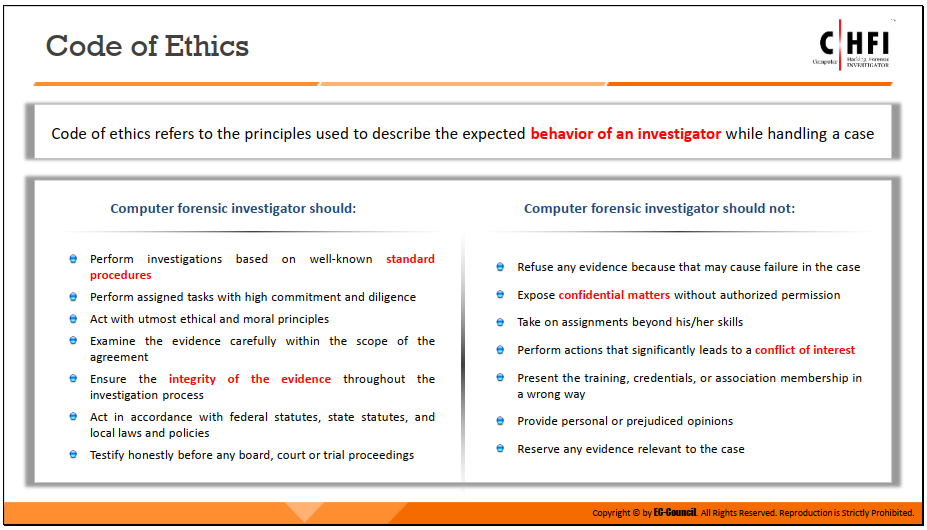 Code of Ethics
CHFI
Computer Hacking Forensic
INVESTIGATOR
Code of ethics refers to the principles used to describe the expected behavior of an investigator while handling a case
Computer forensic investigator should:
Perform investigations based on well-known standard
procedures
Perform assigned tasks with high commitment and diligence
Act with utmost ethical and moral principles
Examine the evidence carefully within the scope of the
agreement
Ensure the integrity of the evidence throughout the
investigation process
Act in accordance with federal statutes, state statutes, and
local laws and policies
Testify honestly before any board, court or trial proceedings
Computer forensic investigator should not:
Refuse any evidence because that may cause failure in the case
Expose confidential matters without authorized permission
Take on assignments beyond his/her skills
Perform actions that significantly leads to a conflict of interest
Present the training, credentials, or association membership in
a wrong way
Provide personal or prejudiced opinions
Reserve any evidence relevant to the case
Copyright © by EC-Council. All Rights Reserved. Reproduction is Strictly Prohibited.